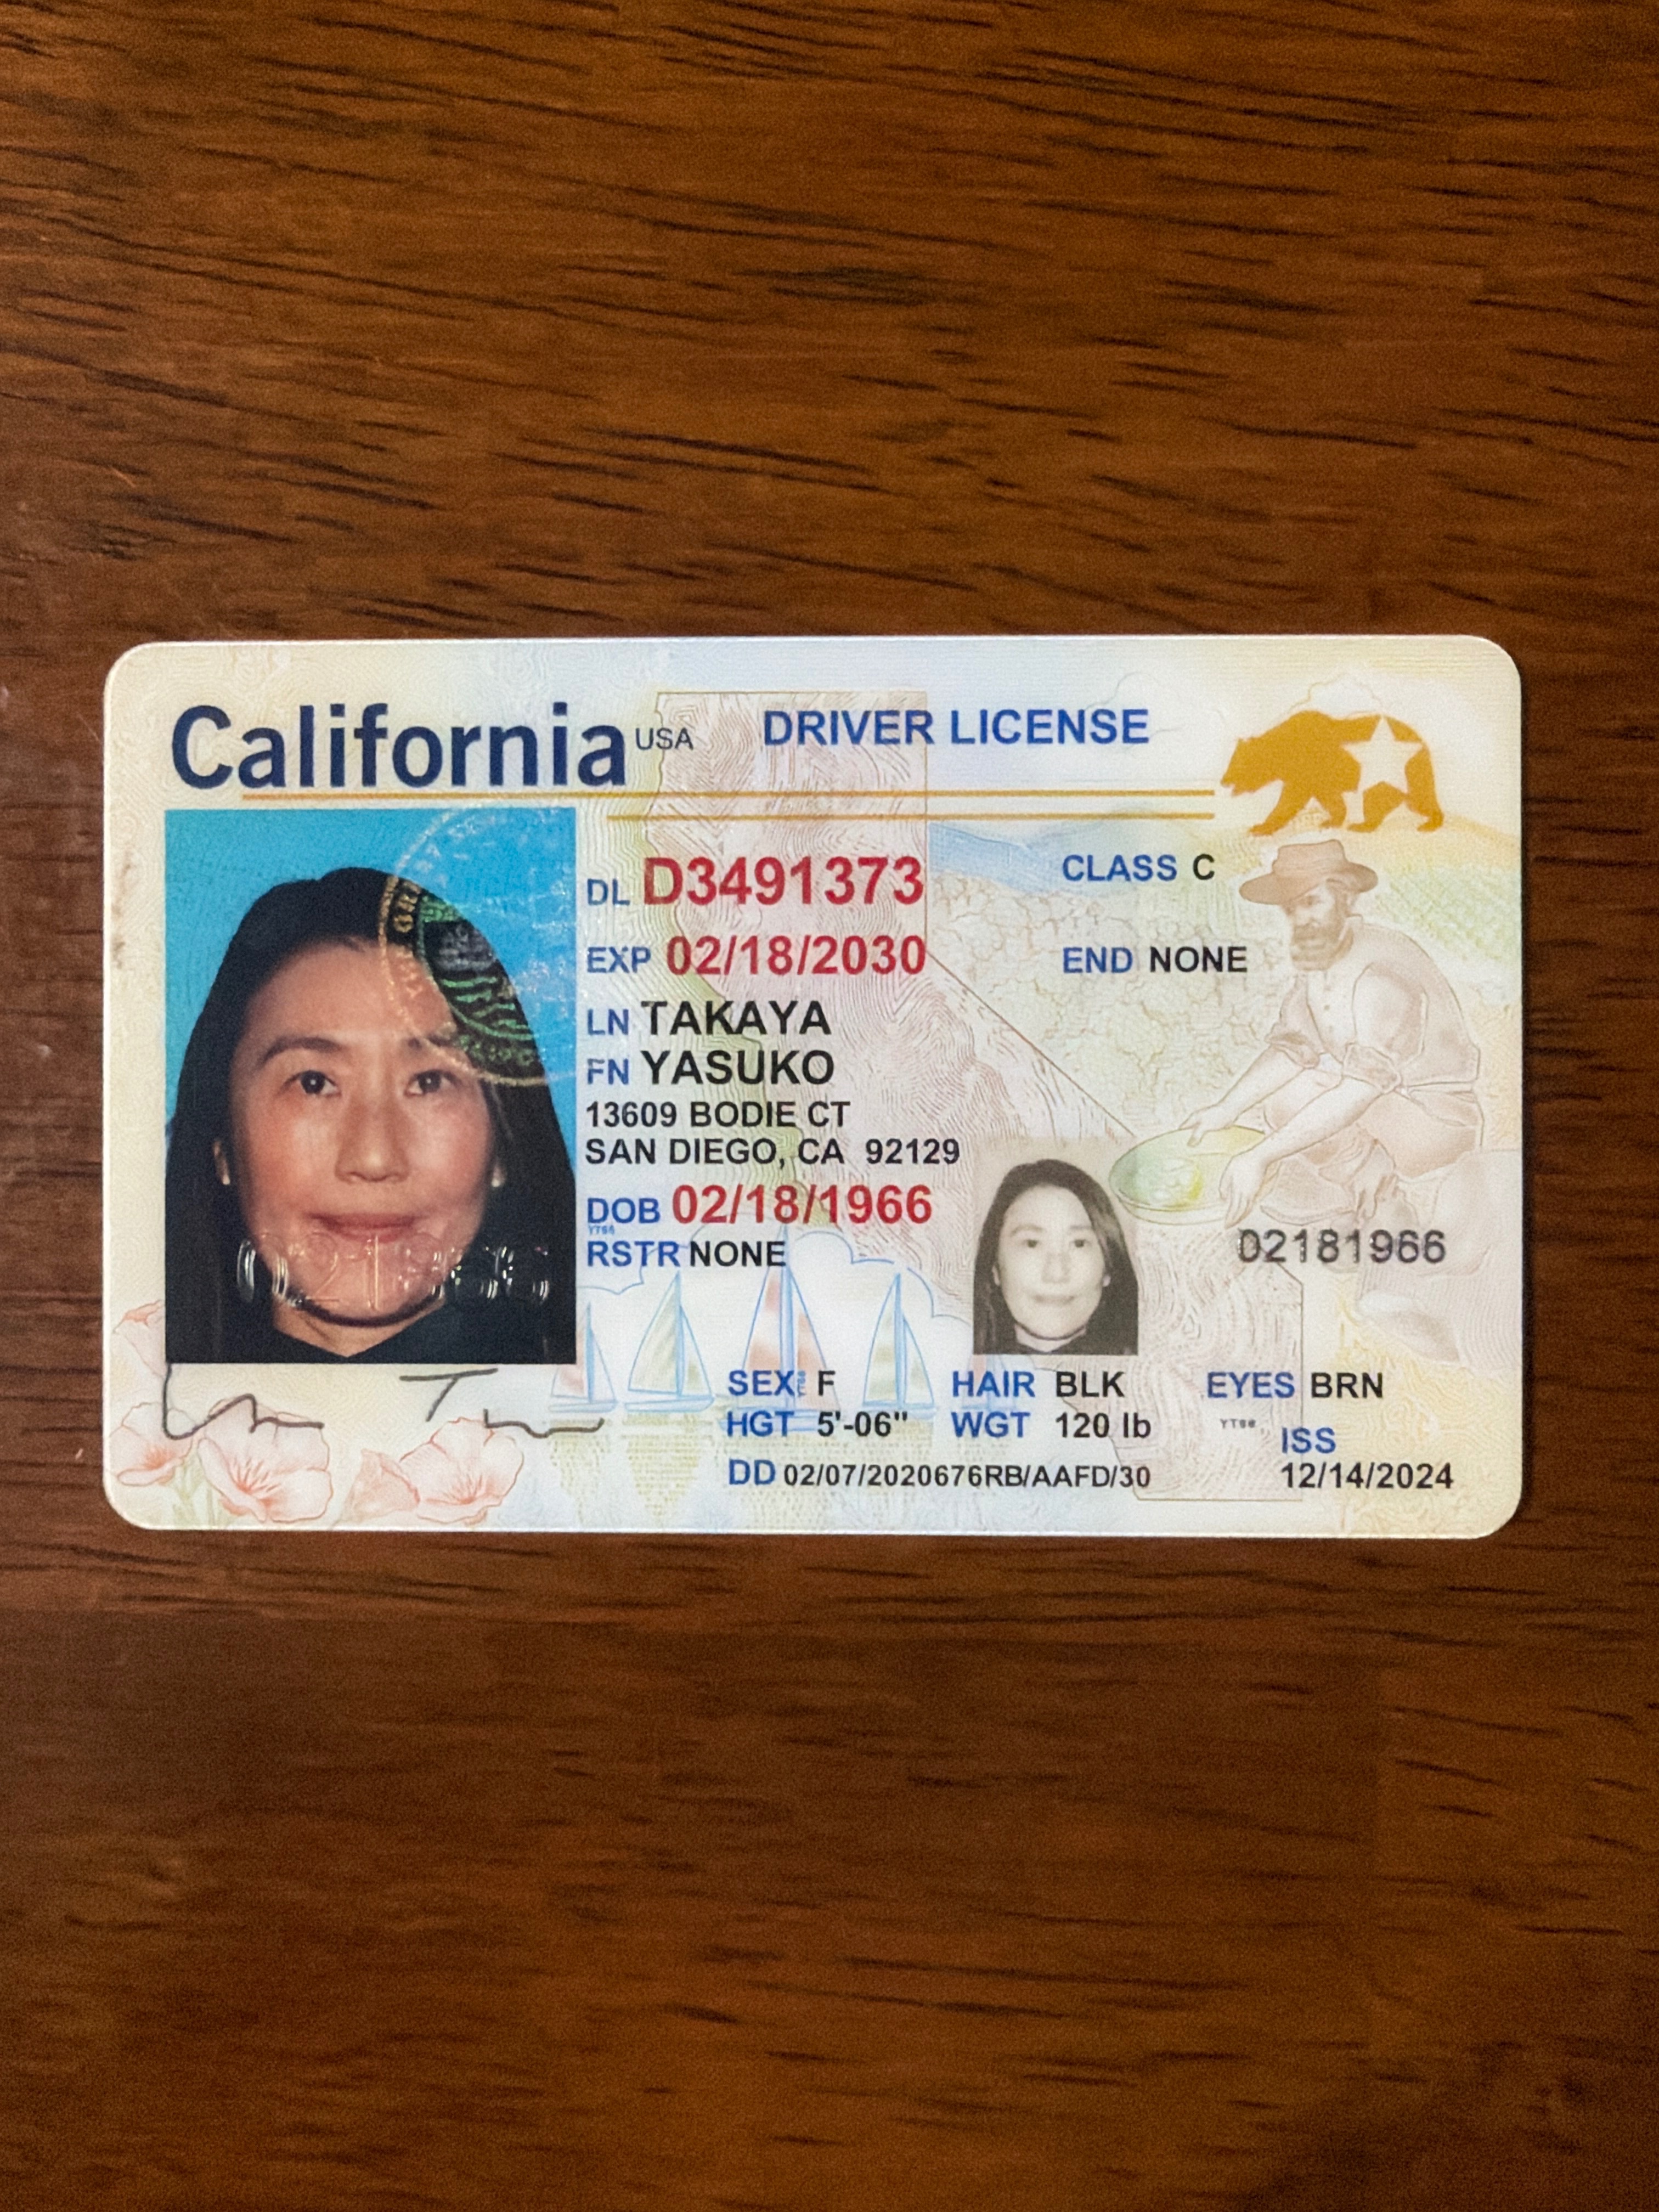 California USA DRIVER LICENSE
DL D3491373 CLASS C
EXP 02/18/2030 END NONE
LN TAKAYA
FN YASUKO
13609 BODIE CT
SAN DIEGO, CA 92129
DOB 02/18/1966
RSTR NONE
02181966
SEX F HAIR BLK EYES BRN
HGT 5'-06" WGT 120 lb
ISS
DD 02/07/2020676RB/AAFD/30 12/14/2024